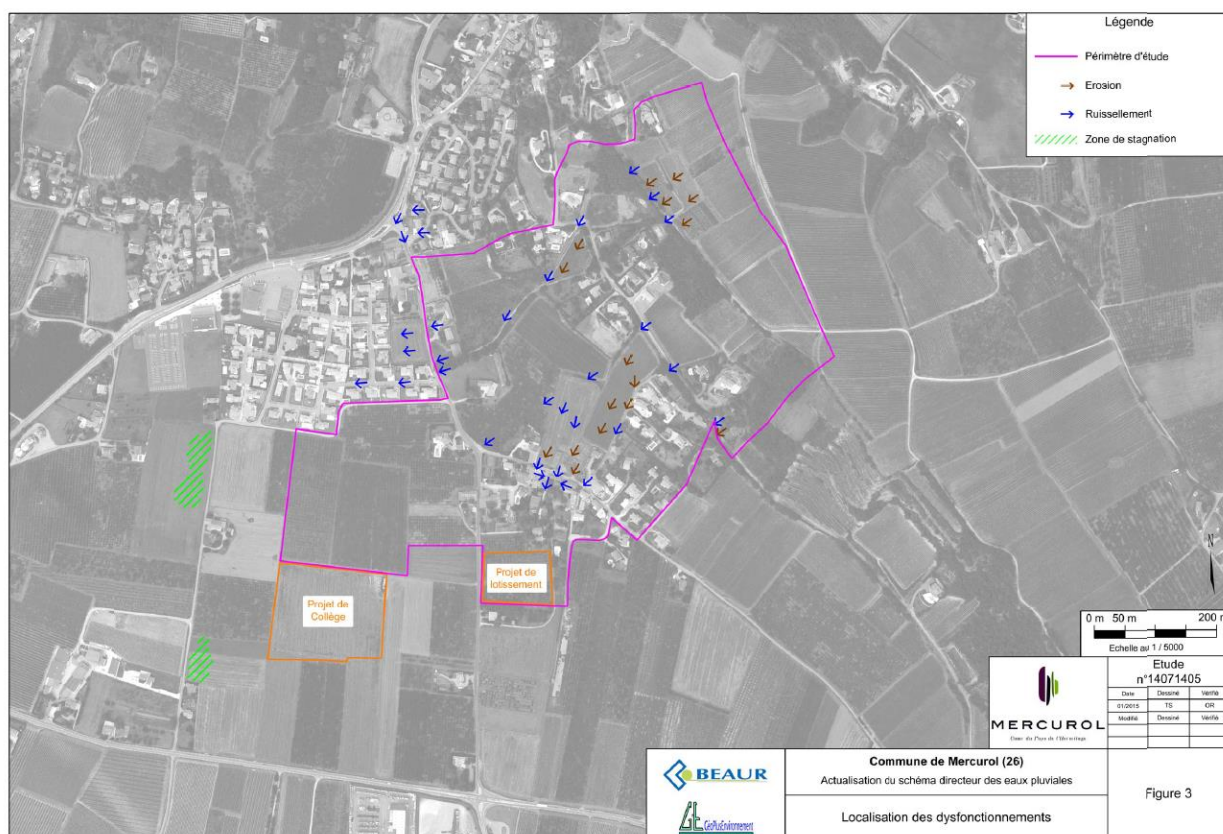 Légende
Périmètre d'étude
Erosion
Ruissellement
Zone de stagnation
Projet de
lotissement
Projet de
Collège
N
0 m 50 m 200 m
Echelle au 1 / 5000
Etude
n°14071405
Date Dessiné Vérifié
01/2015 TS
Modifié Dessiné Vérifié
MERCUROL
BEAUR
GéoPlusEnvironnement
Commune de Mercurol (26)
Actualisation du schéma directeur des eaux pluviales
Localisation des dysfonctionnements
Figure 3